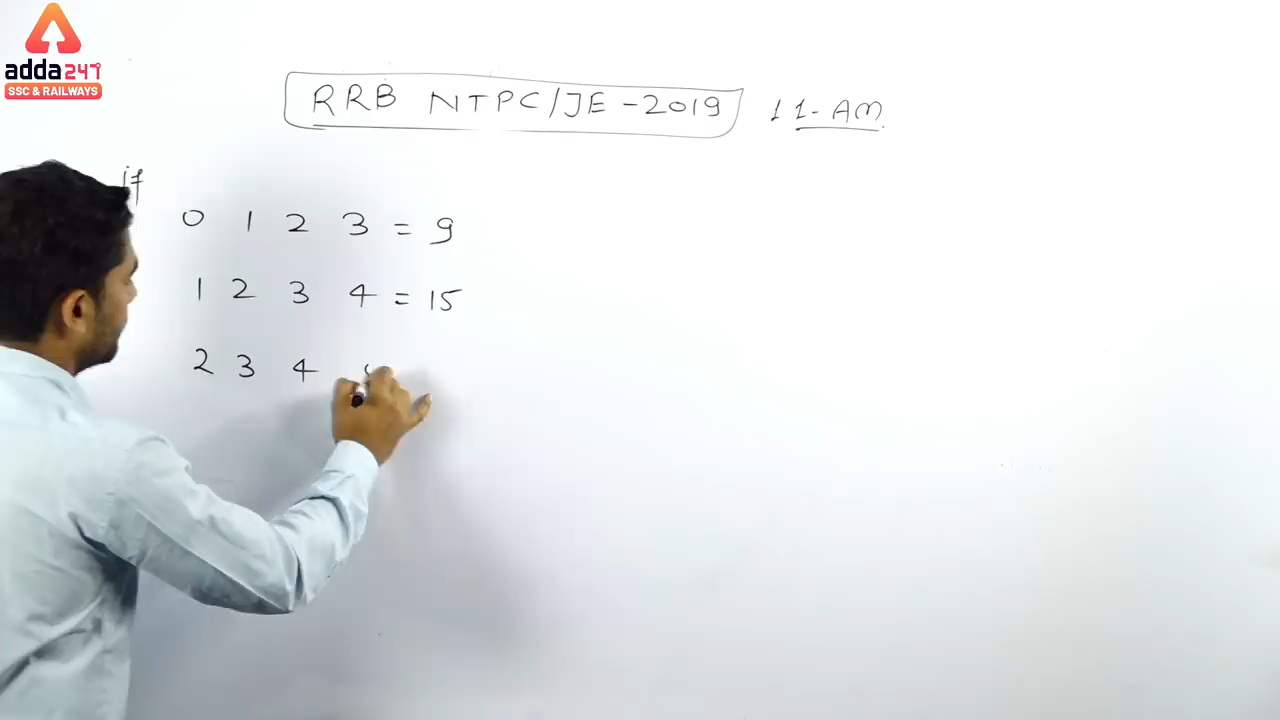 adda247
SSC & RAILWAYS
RRB NTPC/JE-2019 11-AM
if
0 1 2 3 = 9
1 2 3 4 = 15
2 3 4